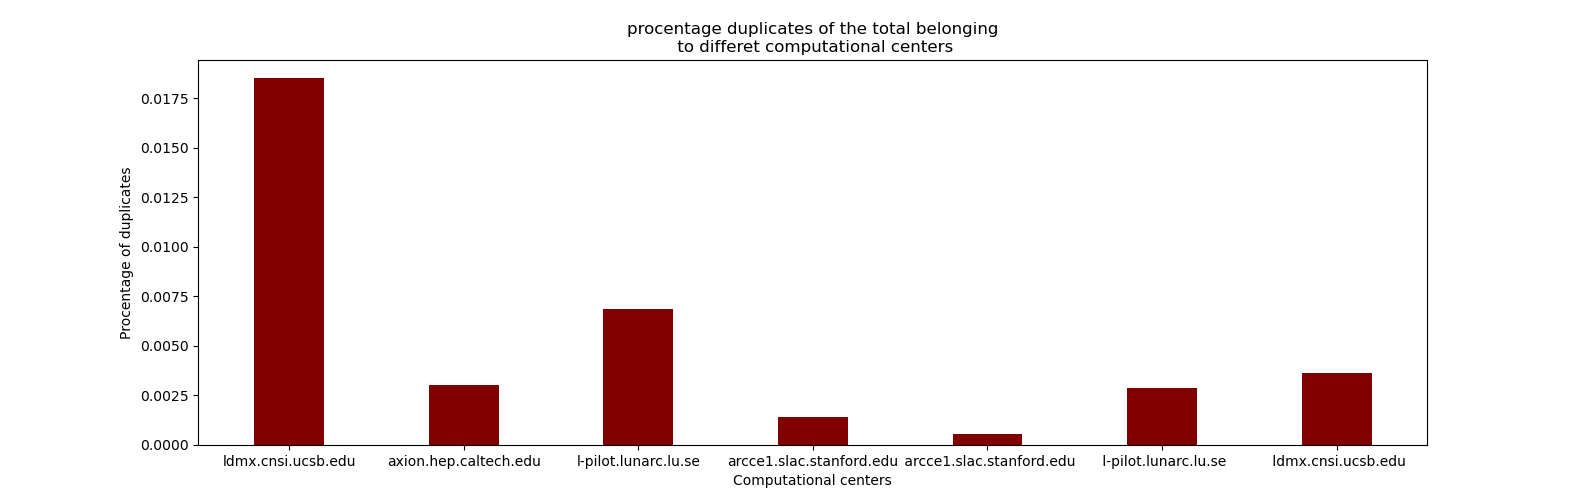 procentage duplicates of the total belonging
to differet computational centers
Procentage of duplicates
0.0175
0.0150
0.0125
0.0100
0.0075
0.0050
0.0025
0.0000
ldmx.cnsi.ucsb.edu axion.hep.caltech.edu l-pilot.lunarc.lu.se arcce1.slac.stanford.edu arcce1.slac.stanford.edu l-pilot.lunarc.lu.se ldmx.cnsi.ucsb.edu
Computational centers